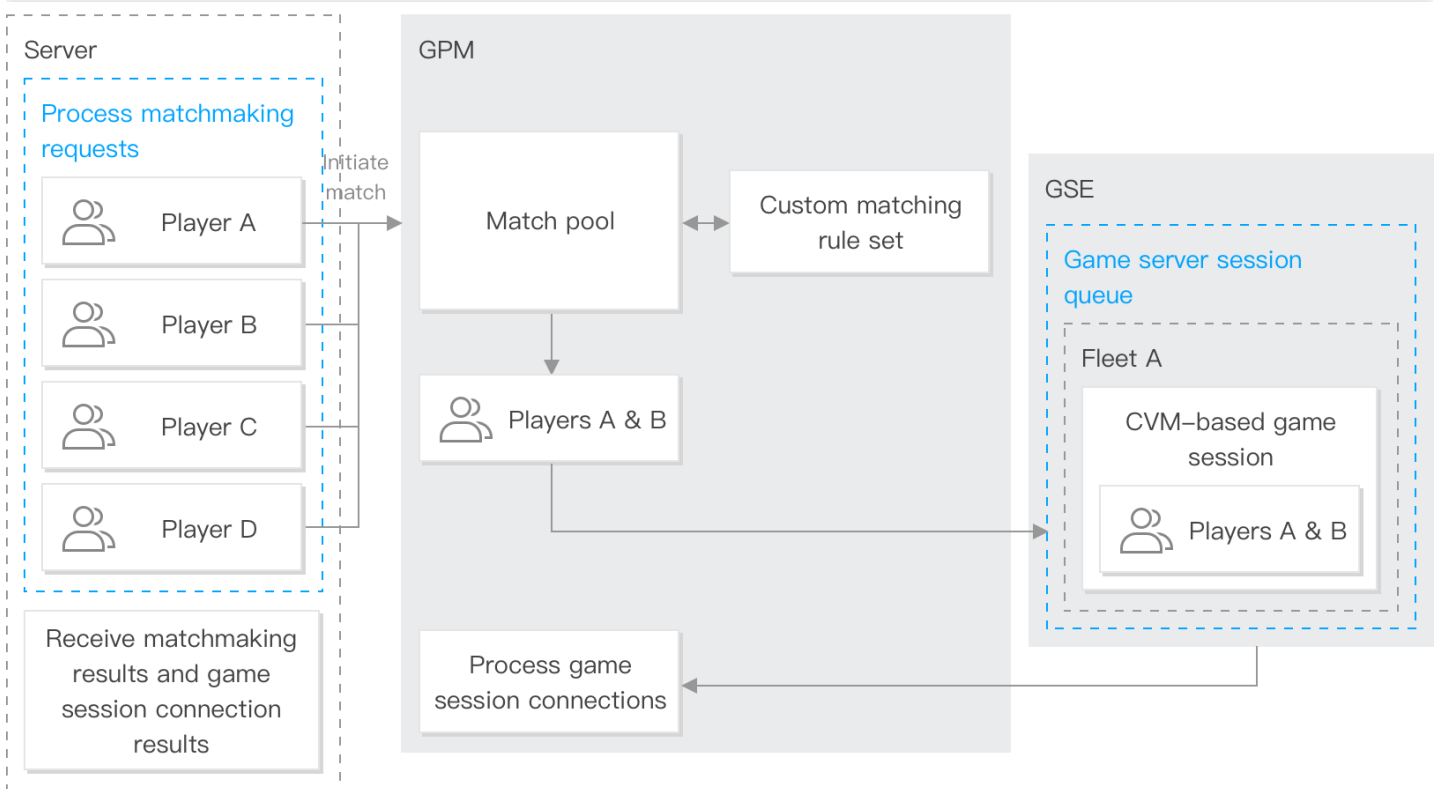 Server
Process matchmaking
requests
Player A
Player B
Player C
Player D
Receive matchmaking
results and game
session connection
results
Initiate
match
GPM
Match pool
Custom matching
rule set
Players A & B
Process game
session connections
GSE
Game server session
queue
Fleet A
CVM-based game
session
Players A & B